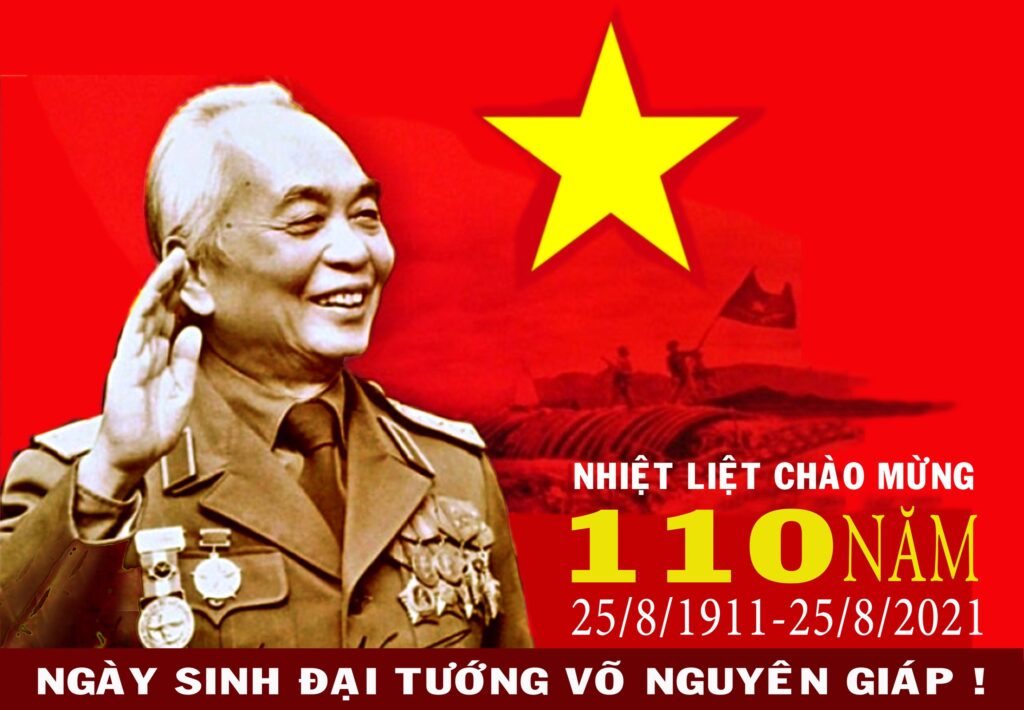 NHIỆT LIỆT CHÀO MỪNG
110 NĂM
25/8/1911-25/8/2021
NGÀY SINH ĐẠI TƯỚNG VÕ NGUYÊN GIÁP !